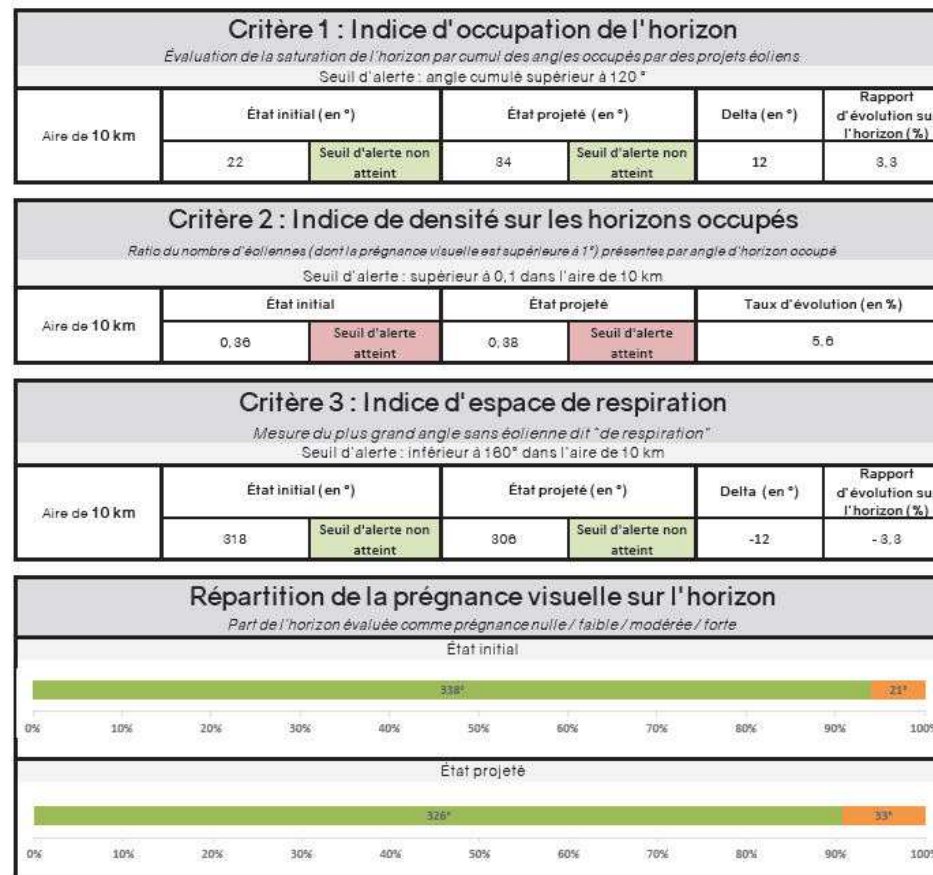 Critère 1 : Indice d'occupation de l'horizon
Évaluation de la saturation de l'horizon par cumul des angles occupés par des projets éoliens
Seuil d'alerte : angle cumulé supérieur à 120 °
Aire de 10 km
État initial (en °)
État projeté (en °)
Delta (en °)
Rapport
d'évolution su
l'horizon (%)
22
Seuil d'alerte non
atteint
34
Seuil d'alerte non
atteint
12
3,3
Critère 2 : Indice de densité sur les horizons occupés
Ratio du nombre d'éoliennes (dont la prégnance visuelle est supérieure à 1°) présentes par angle d'horizon occupé
Seuil d'alerte : supérieur à 0,1 dans l'aire de 10 km
Aire de 10 km
État initial
État projeté
Taux d'évolution (en %)
0,36
Seuil d'alerte
atteint
0,38
Seuil d'alerte
atteint
5,6
Critère 3 : Indice d'espace de respiration
Mesure du plus grand angle sans éolienne dit "de respiration"
Seuil d'alerte : inférieur à 160° dans l'aire de 10 km
Aire de 10 km
État initial (en °)
État projeté (en °)
Delta (en °)
Rapport
d'évolution su
l'horizon (%)
318
Seuil d'alerte non
atteint
306
Seuil d'alerte non
atteint
-12
- 3,3
Répartition de la prégnance visuelle sur l'horizon
Part de l'horizon évaluée comme prégnance nulle / faible / modérée / forte
État initial
338° 21°
0% 10% 20% 30% 40% 50% 60% 70% 80% 90% 100%
État projeté
326° 33°
0% 10% 20% 30% 40% 50% 60% 70% 80% 90% 100%